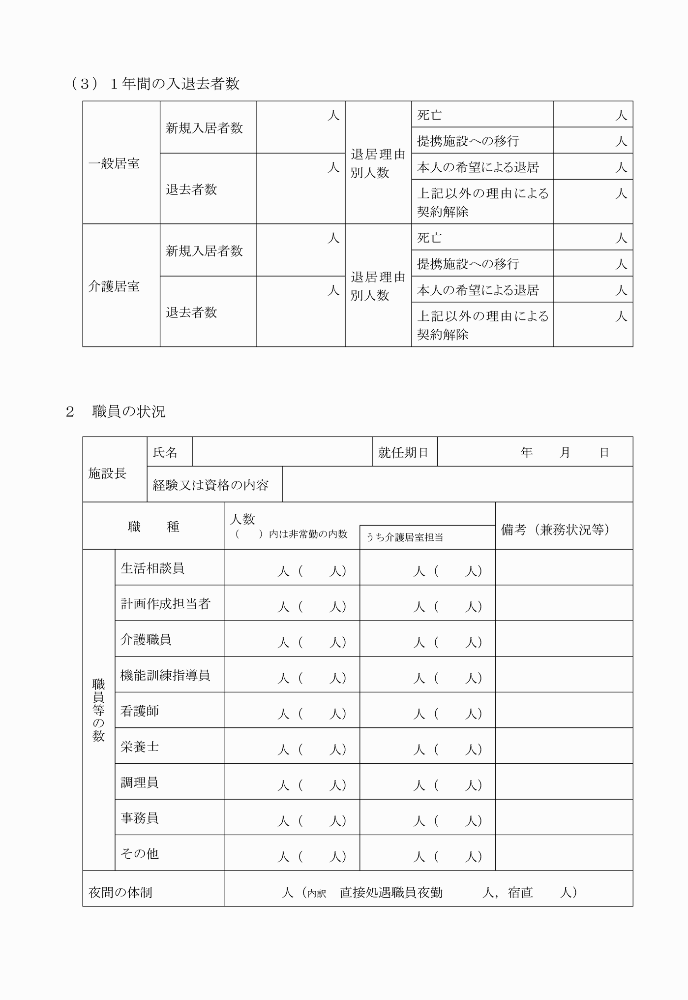 （３）１年間の入退去者数
一般居室
新規入居者数
人
退去者数
人
退居理由
別人数
死亡
人
提携施設への移行
人
本人の希望による退居
人
上記以外の理由による
契約解除
人
介護居室
新規入居者数
人
退去者数
人
退居理由
別人数
死亡
人
提携施設への移行
人
本人の希望による退居
人
上記以外の理由による
契約解除
人
２　職員の状況
施設長
氏名
就任期日
年　　月　　日
経験又は資格の内容
職　　種
人数
（　　）内は非常勤の内数
うち介護居室担当
備考（兼務状況等）
職員等の数
生活相談員
人（　　人）
人（　　人）
計画作成担当者
人（　　人）
人（　　人）
介護職員
人（　　人）
人（　　人）
機能訓練指導員
人（　　人）
人（　　人）
看護師
人（　　人）
人（　　人）
栄養士
人（　　人）
人（　　人）
調理員
人（　　人）
人（　　人）
事務員
人（　　人）
人（　　人）
その他
人（　　人）
人（　　人）
夜間の体制
人（内訳　直接処遇職員夜勤　　　人，宿直　　人）